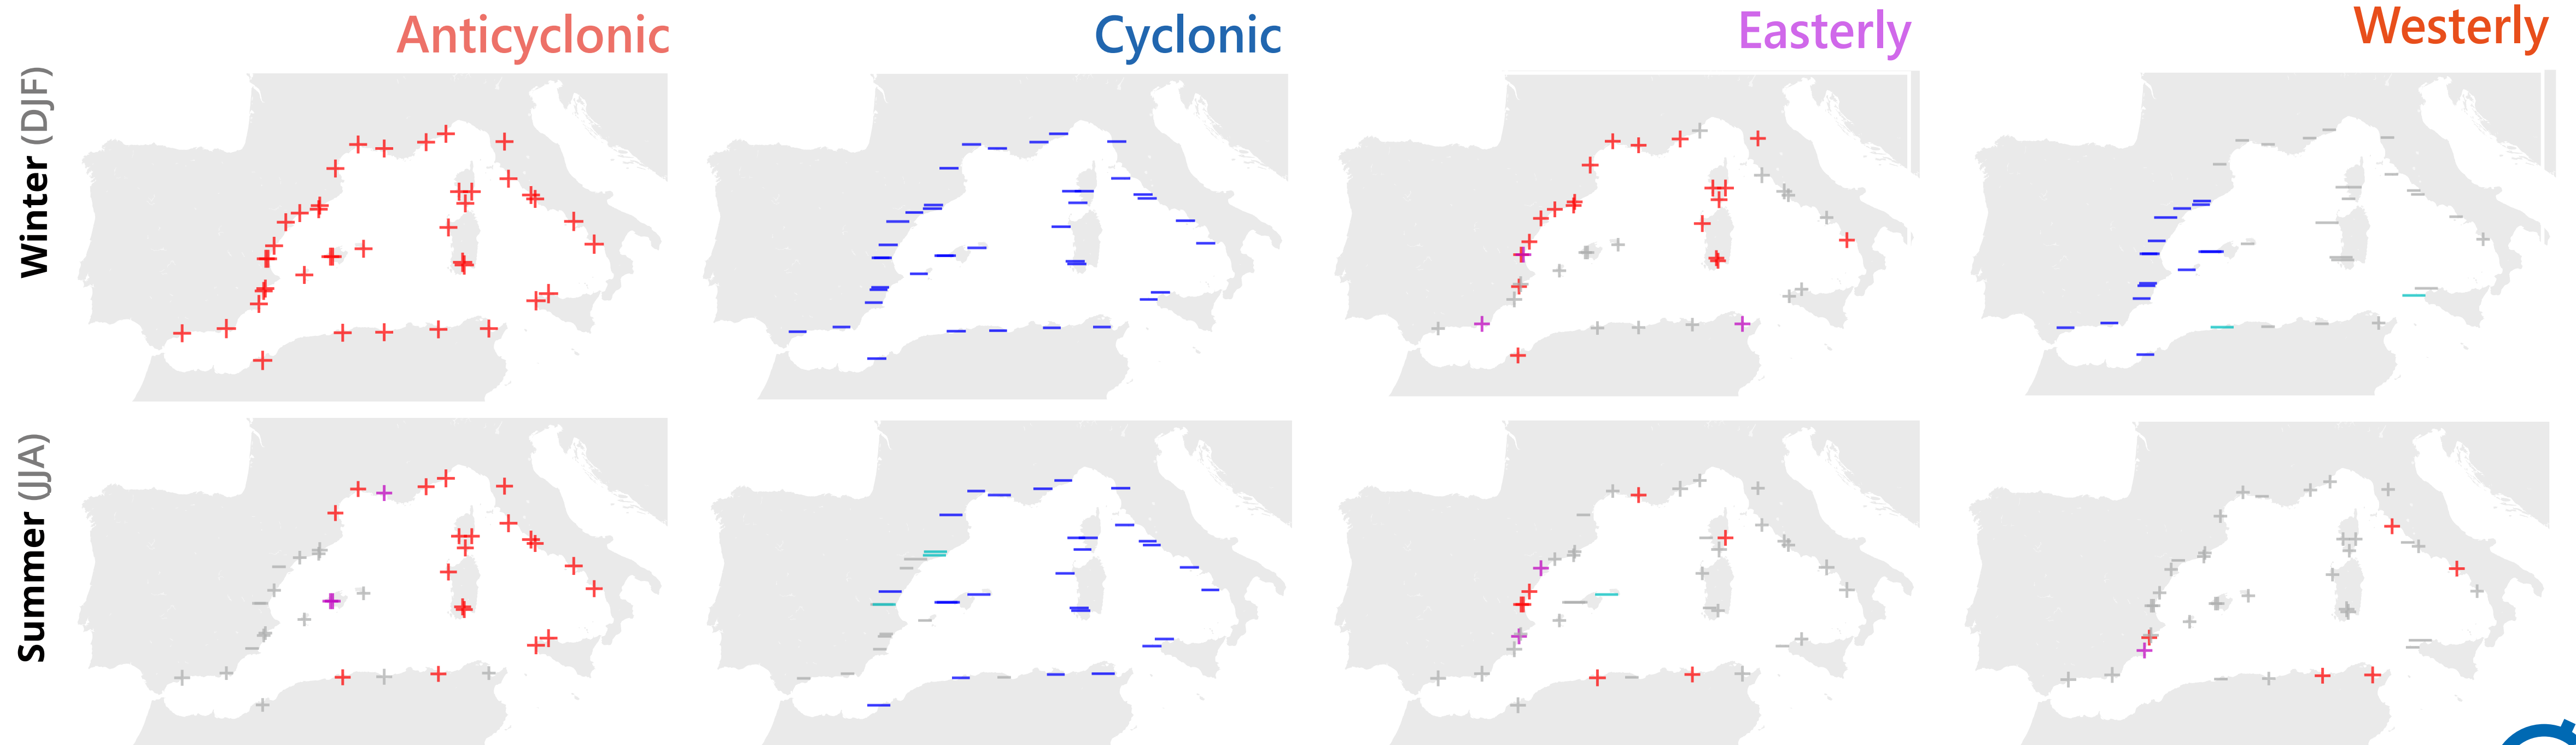 Anticyclonic
Cyclonic
Easterly
Westerly
Winter (DJF)
Summer (JJA)